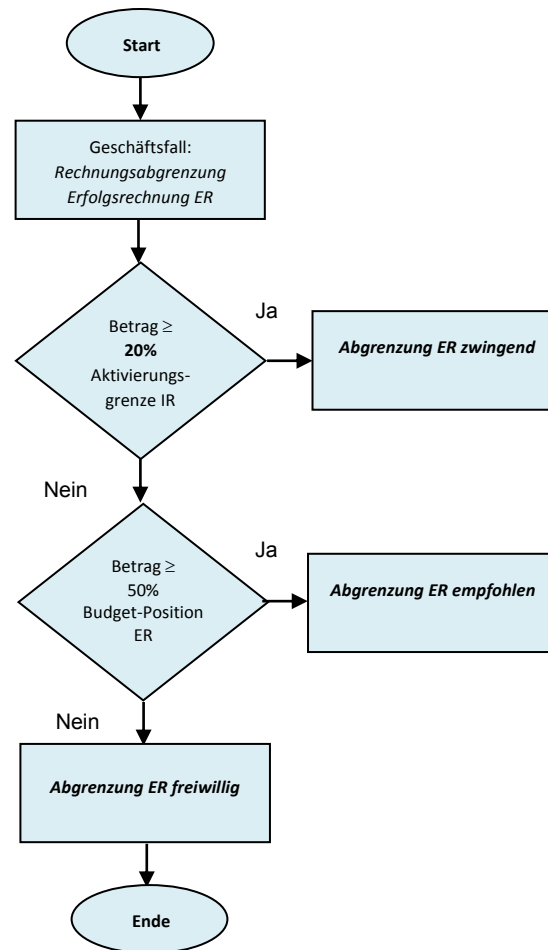 Start
Geschäftsfall:
Rechnungsabgrenzung
Erfolgsrechnung ER
Betrag ≥
20%
Aktivierungs-
grenze IR
Ja
Abgrenzung ER zwingend
Nein
Betrag ≥
50%
Budget-Position
ER
Ja
Abgrenzung ER empfohlen
Nein
Abgrenzung ER freiwillig
Ende